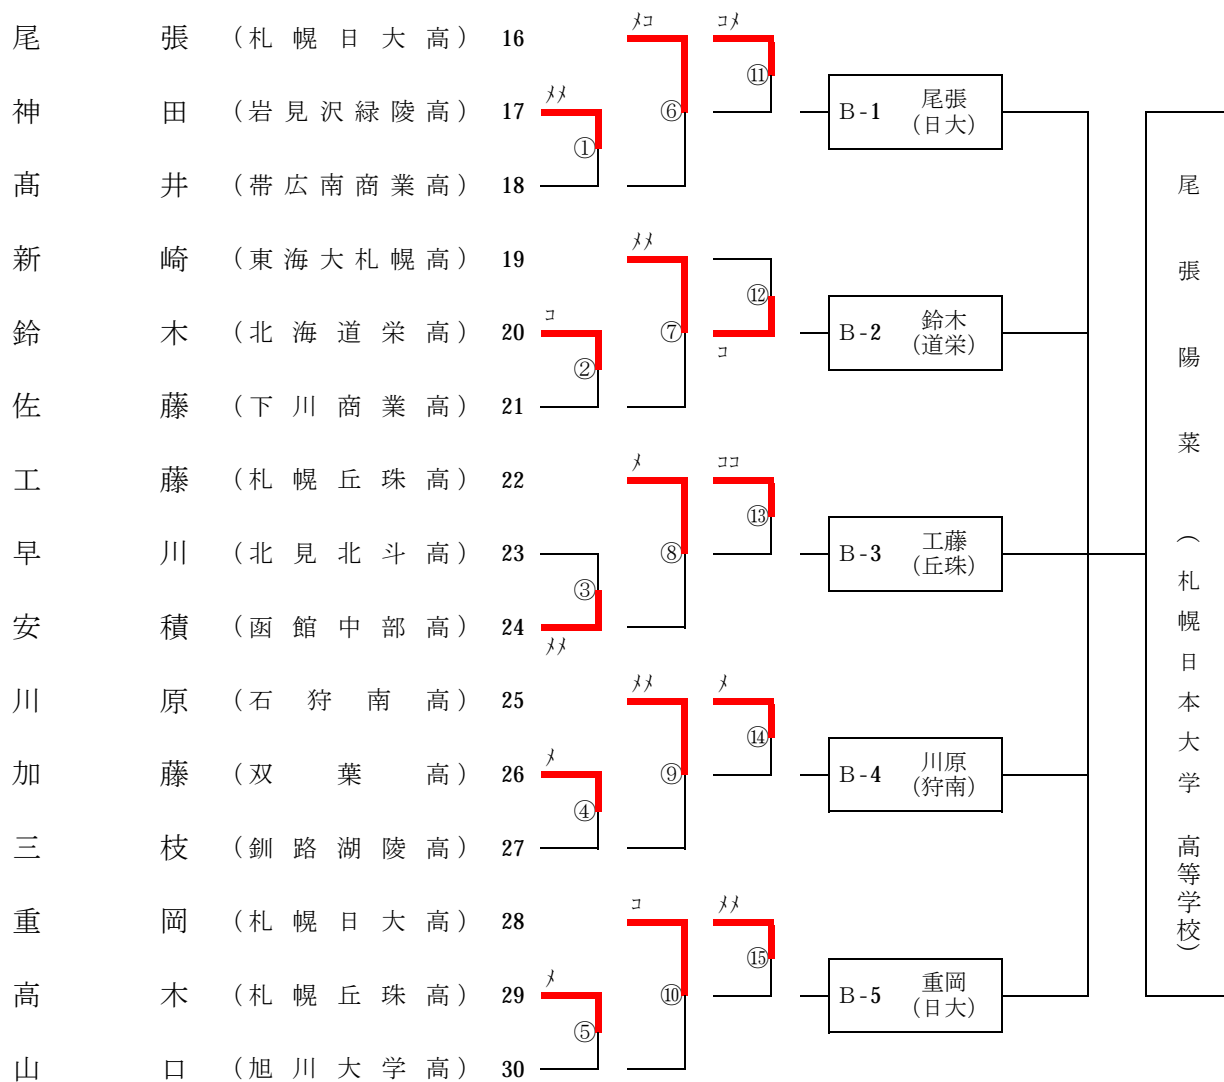 尾張 (札幌日大高) 16
メコ
コメ
⑪
神田 (岩見沢緑陵高) 17
メメ
①
⑥
B-1 尾張
(日大)
髙井 (帯広南商業高) 18
新崎 (東海大札幌高) 19
メメ
⑫
鈴木 (北海道栄高) 20
コ
②
⑦
コ
B-2 鈴木
(道栄)
佐藤 (下川商業高) 21
工藤 (札幌丘珠高) 22
メ
ココ
⑬
早川 (北見北斗高) 23
③
⑧
B-3 工藤
(丘珠)
安積 (函館中部高) 24
メメ
川原 (石狩南高) 25
メメ
メ
⑭
加藤 (双葉高) 26
メ
④
⑨
B-4 川原
(狩南)
三枝 (釧路湖陵高) 27
重岡 (札幌日大高) 28
コ
メメ
⑮
高木 (札幌丘珠高) 29
メ
⑤
⑩
B-5 重岡
(日大)
山口 (旭川大学高) 30
尾張陽菜 (札幌日本大学高等学校)